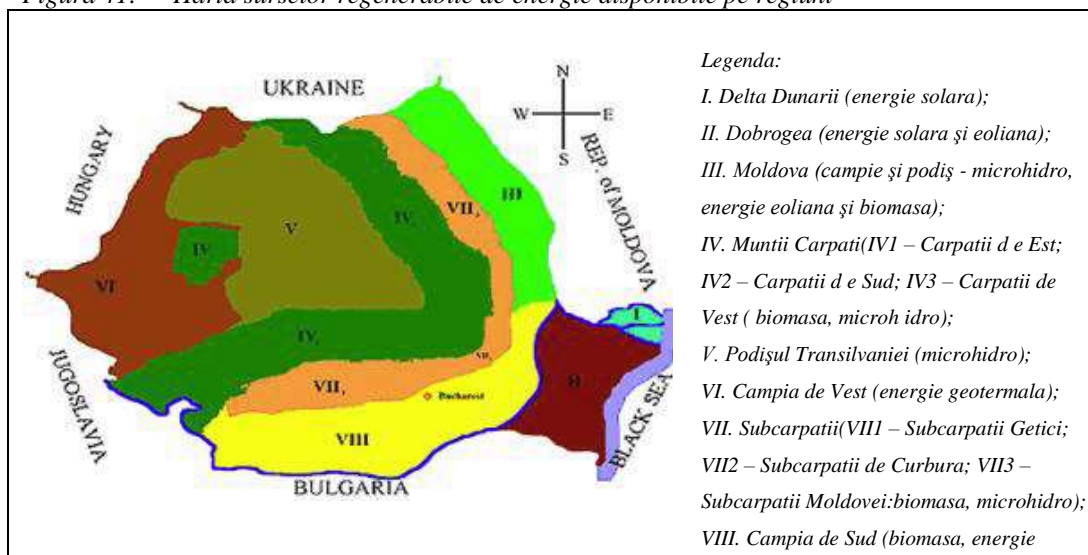 Figura 41. Harta surselor regenerabile de energie disponibile pe regiuni
Legenda:
I. Delta Dunarii (energie solara);
II. Dobrogea (energie solara şi eoliana);
III. Moldova (campie şi podiş - microhidro,
energie eoliana şi biomasa);
IV. Muntii Carpati(IV1 – Carpatii d e Est;
IV2 – Carpatii d e Sud; IV3 – Carpatii de
Vest ( biomasa, microh idro);
V. Podişul Transilvaniei (microhidro);
VI. Campia de Vest (energie geotermala);
VII. Subcarpatii(VII1 – Subcarpatii Getici;
VII2 – Subcarpatii de Curbura; VII3 –
Subcarpatii Moldovei:biomasa, microhidro);
VIII. Campia de Sud (biomasa, energie
UKRAINE
N
W
E
S
HUNGARY
REP. of MOLDOVA
III
VII
IV
V
IV
VI
I
IV
VII
II
VII
Bucharest
VIII
JUGOSLAVIA
BLACK SEA
BULGARIA